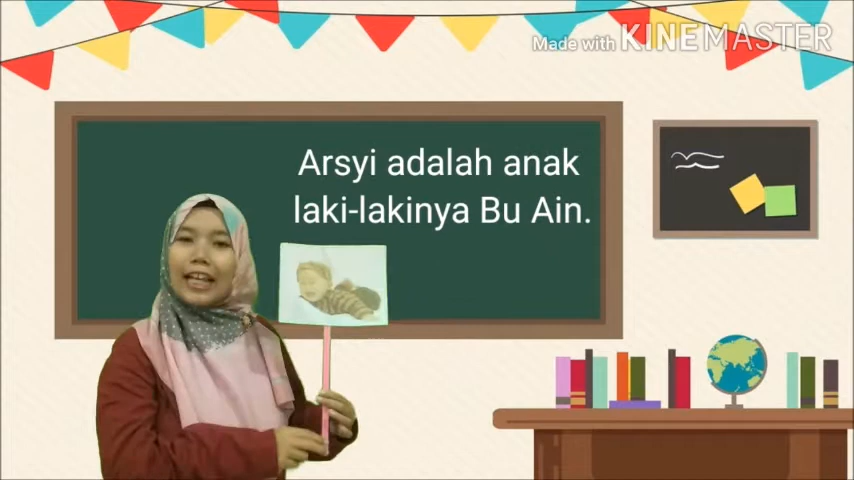 Made with KINEMASTER
Arsyi adalah anak
laki-lakinya Bu Ain.